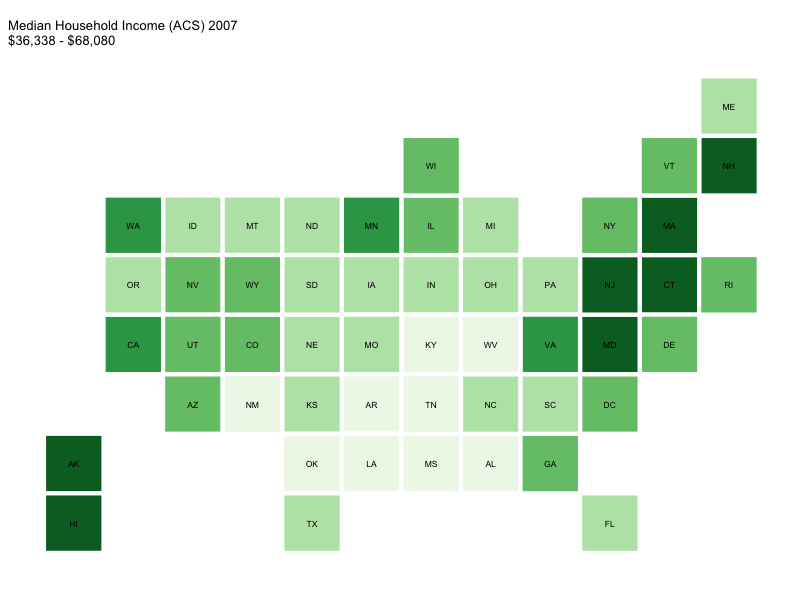 Median Household Income (ACS) 2007
$36,338 - $68,080
ME
WI VT NH
WA ID MT ND MN IL MI NY MA
OR NV WY SD IA IN OH PA NJ CT RI
CA UT CO NE MO KY WV VA MD DE
AZ NM KS AR TN NC SC DC
AK OK LA MS AL GA
HI TX FL